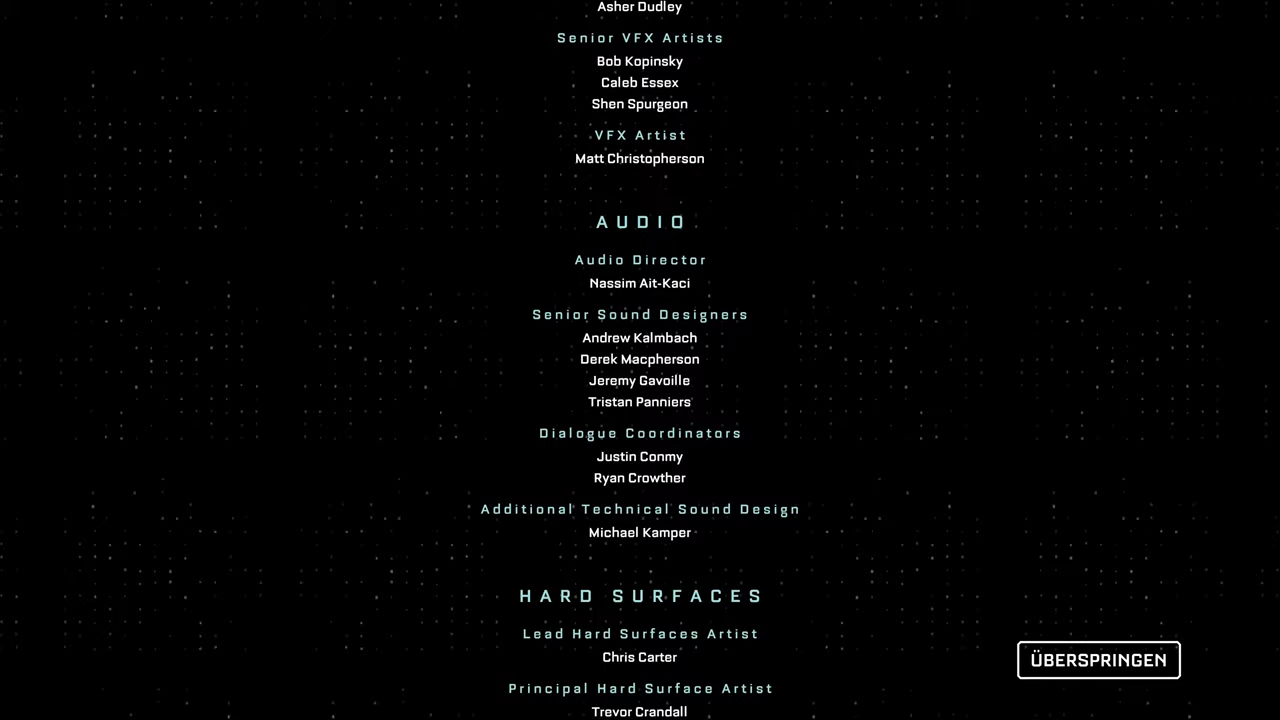 Asher Dudley
Senior VFX Artists
Bob Kopinsky
Caleb Essex
Shen Spurgeon
VFX Artist
Matt Christopherson
AUDIO
Audio Director
Nassim Ait-Kaci
Senior Sound Designers
Andrew Kalmbach
Derek Macpherson
Jeremy Gavoille
Tristan Panniers
Dialogue Coordinators
Justin Conmy
Ryan Crowther
Additional Technical Sound Design
Michael Kamper
HARD SURFACES
Lead Hard Surfaces Artist
Chris Carter
ÜBERSPRINGEN
Principal Hard Surface Artist
Trevor Crandall